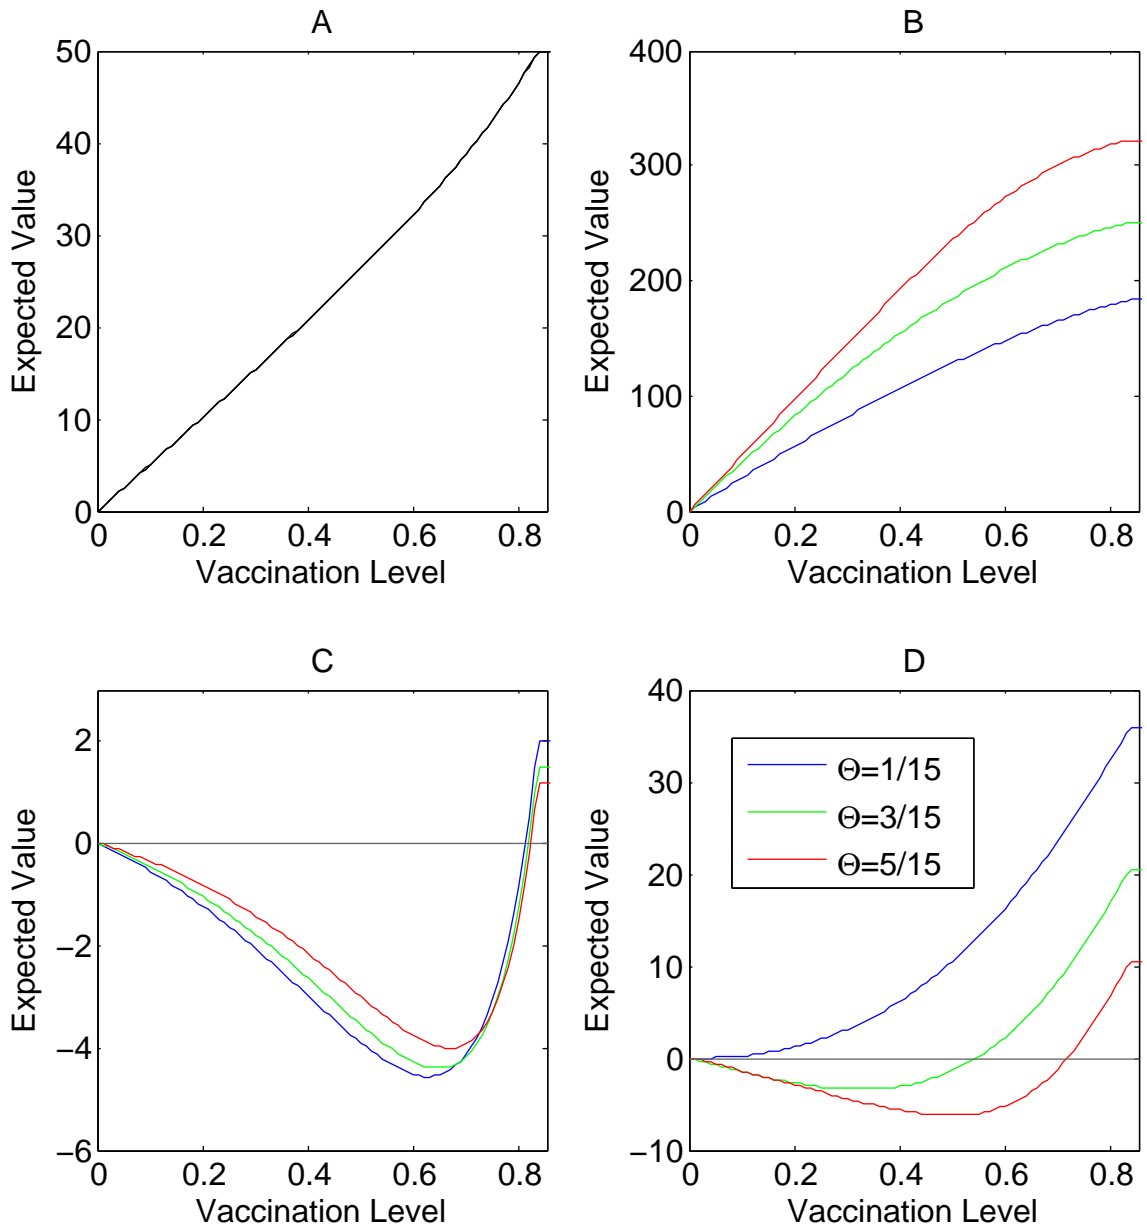 A
50
40
30
20
10
0
0 0.2 0.4 0.6 0.8
Vaccination Level
Expected Value
B
400
300
200
100
0
0 0.2 0.4 0.6 0.8
Vaccination Level
Expected Value
C
2
0
−2
−4
−6
0 0.2 0.4 0.6 0.8
Vaccination Level
Expected Value
D
40
30
20
10
0
−10
0 0.2 0.4 0.6 0.8
Vaccination Level
Expected Value
Θ=1/15
Θ=3/15
Θ=5/15